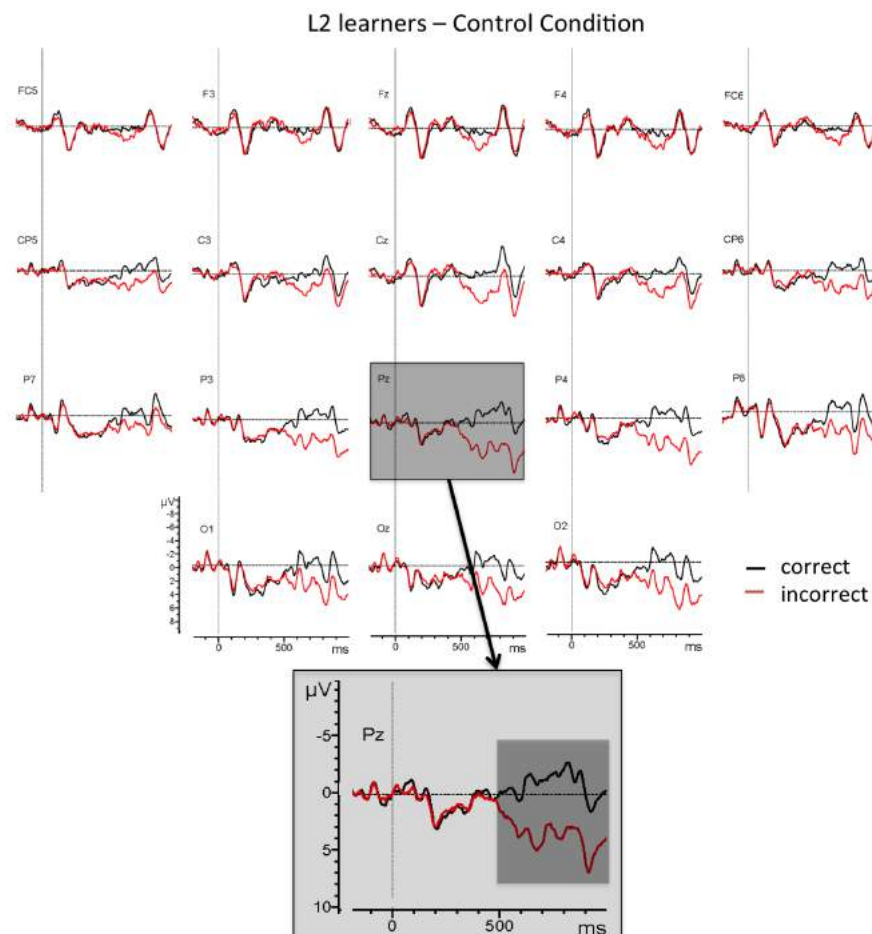 L2 learners – Control Condition
FC5 F3 Fz F4 FC6
CP5 C3 Cz C4 CP6
P7 P3 Pz P4 P8
µV
-8
-6
-4
-2
0
2
4
6
8
O1 Oz O2
correct
incorrect
0 500 ms 0 500 ms 0 500 ms
µV
-5
Pz
0
5
10
0 500 ms